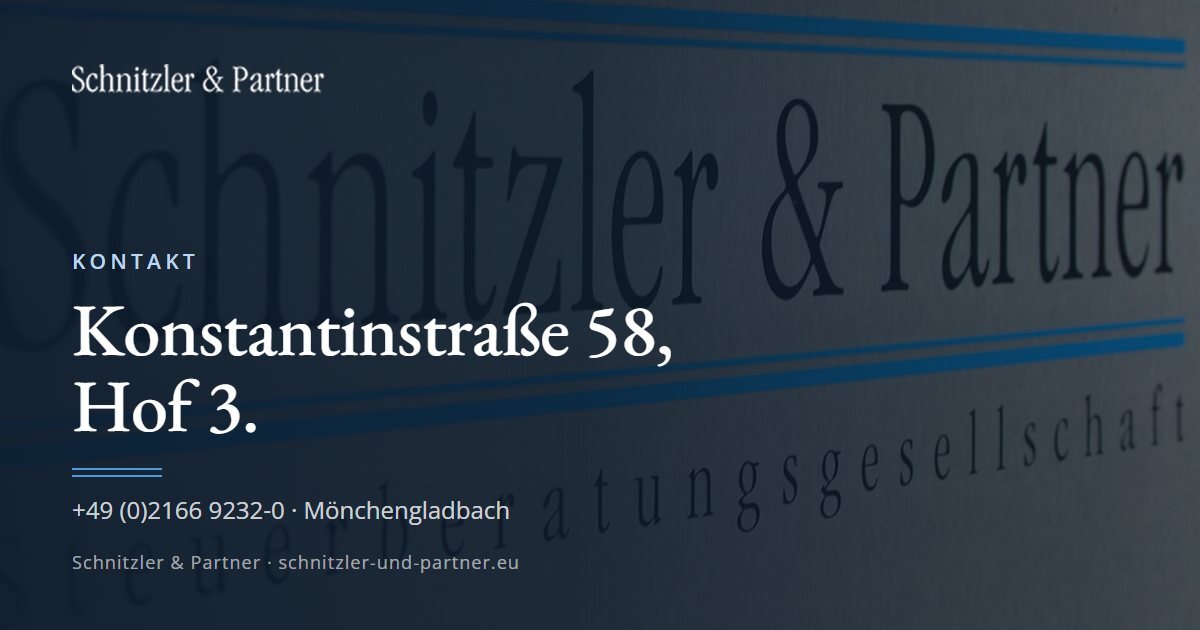 Schnitzler & Partner
Schnitzler & Partner
KONTAKT
Konstantinstraße 58,
Hof 3.
steuerberatungsgesellschaft
+49 (0)2166 9232-0 · Mönchengladbach
Schnitzler & Partner · schnitzler-und-partner.eu